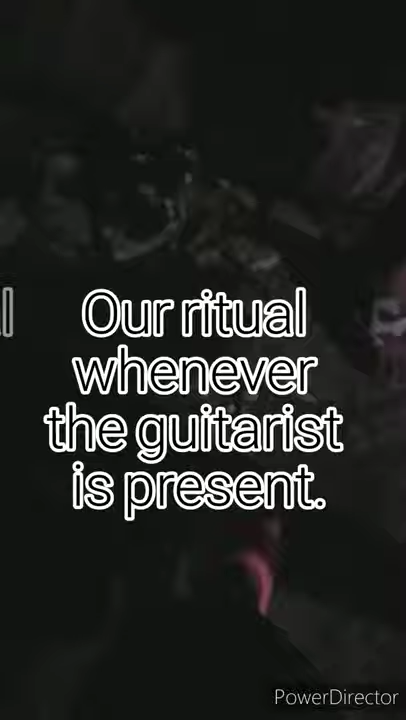 Our ritual
whenever
the guitarist
is present.
PowerDirector